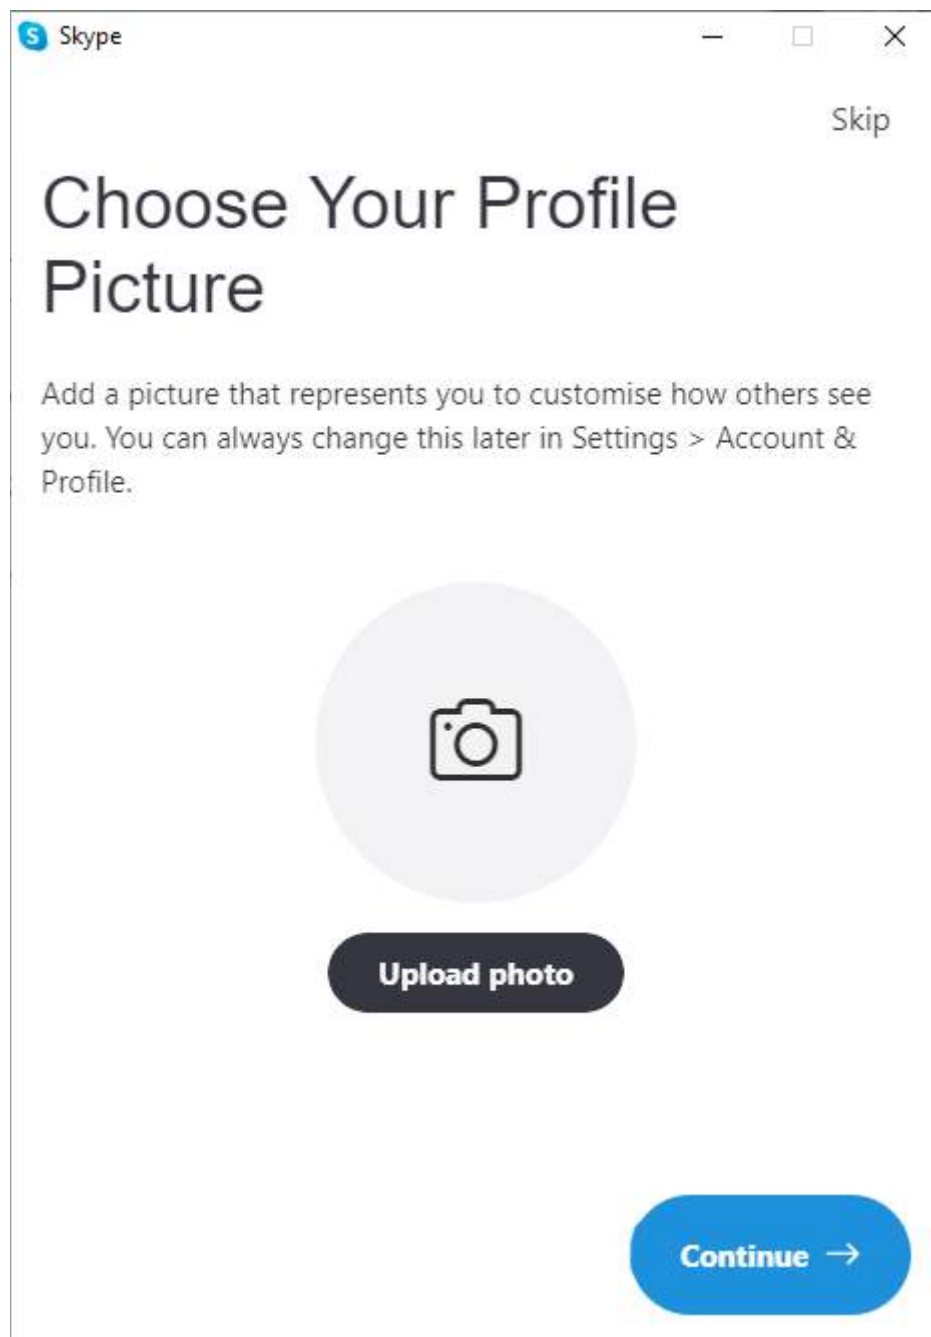 Skype
Skip
Choose Your Profile
Picture
Add a picture that represents you to customise how others see
you. You can always change this later in Settings > Account &
Profile.
Upload photo
Continue →